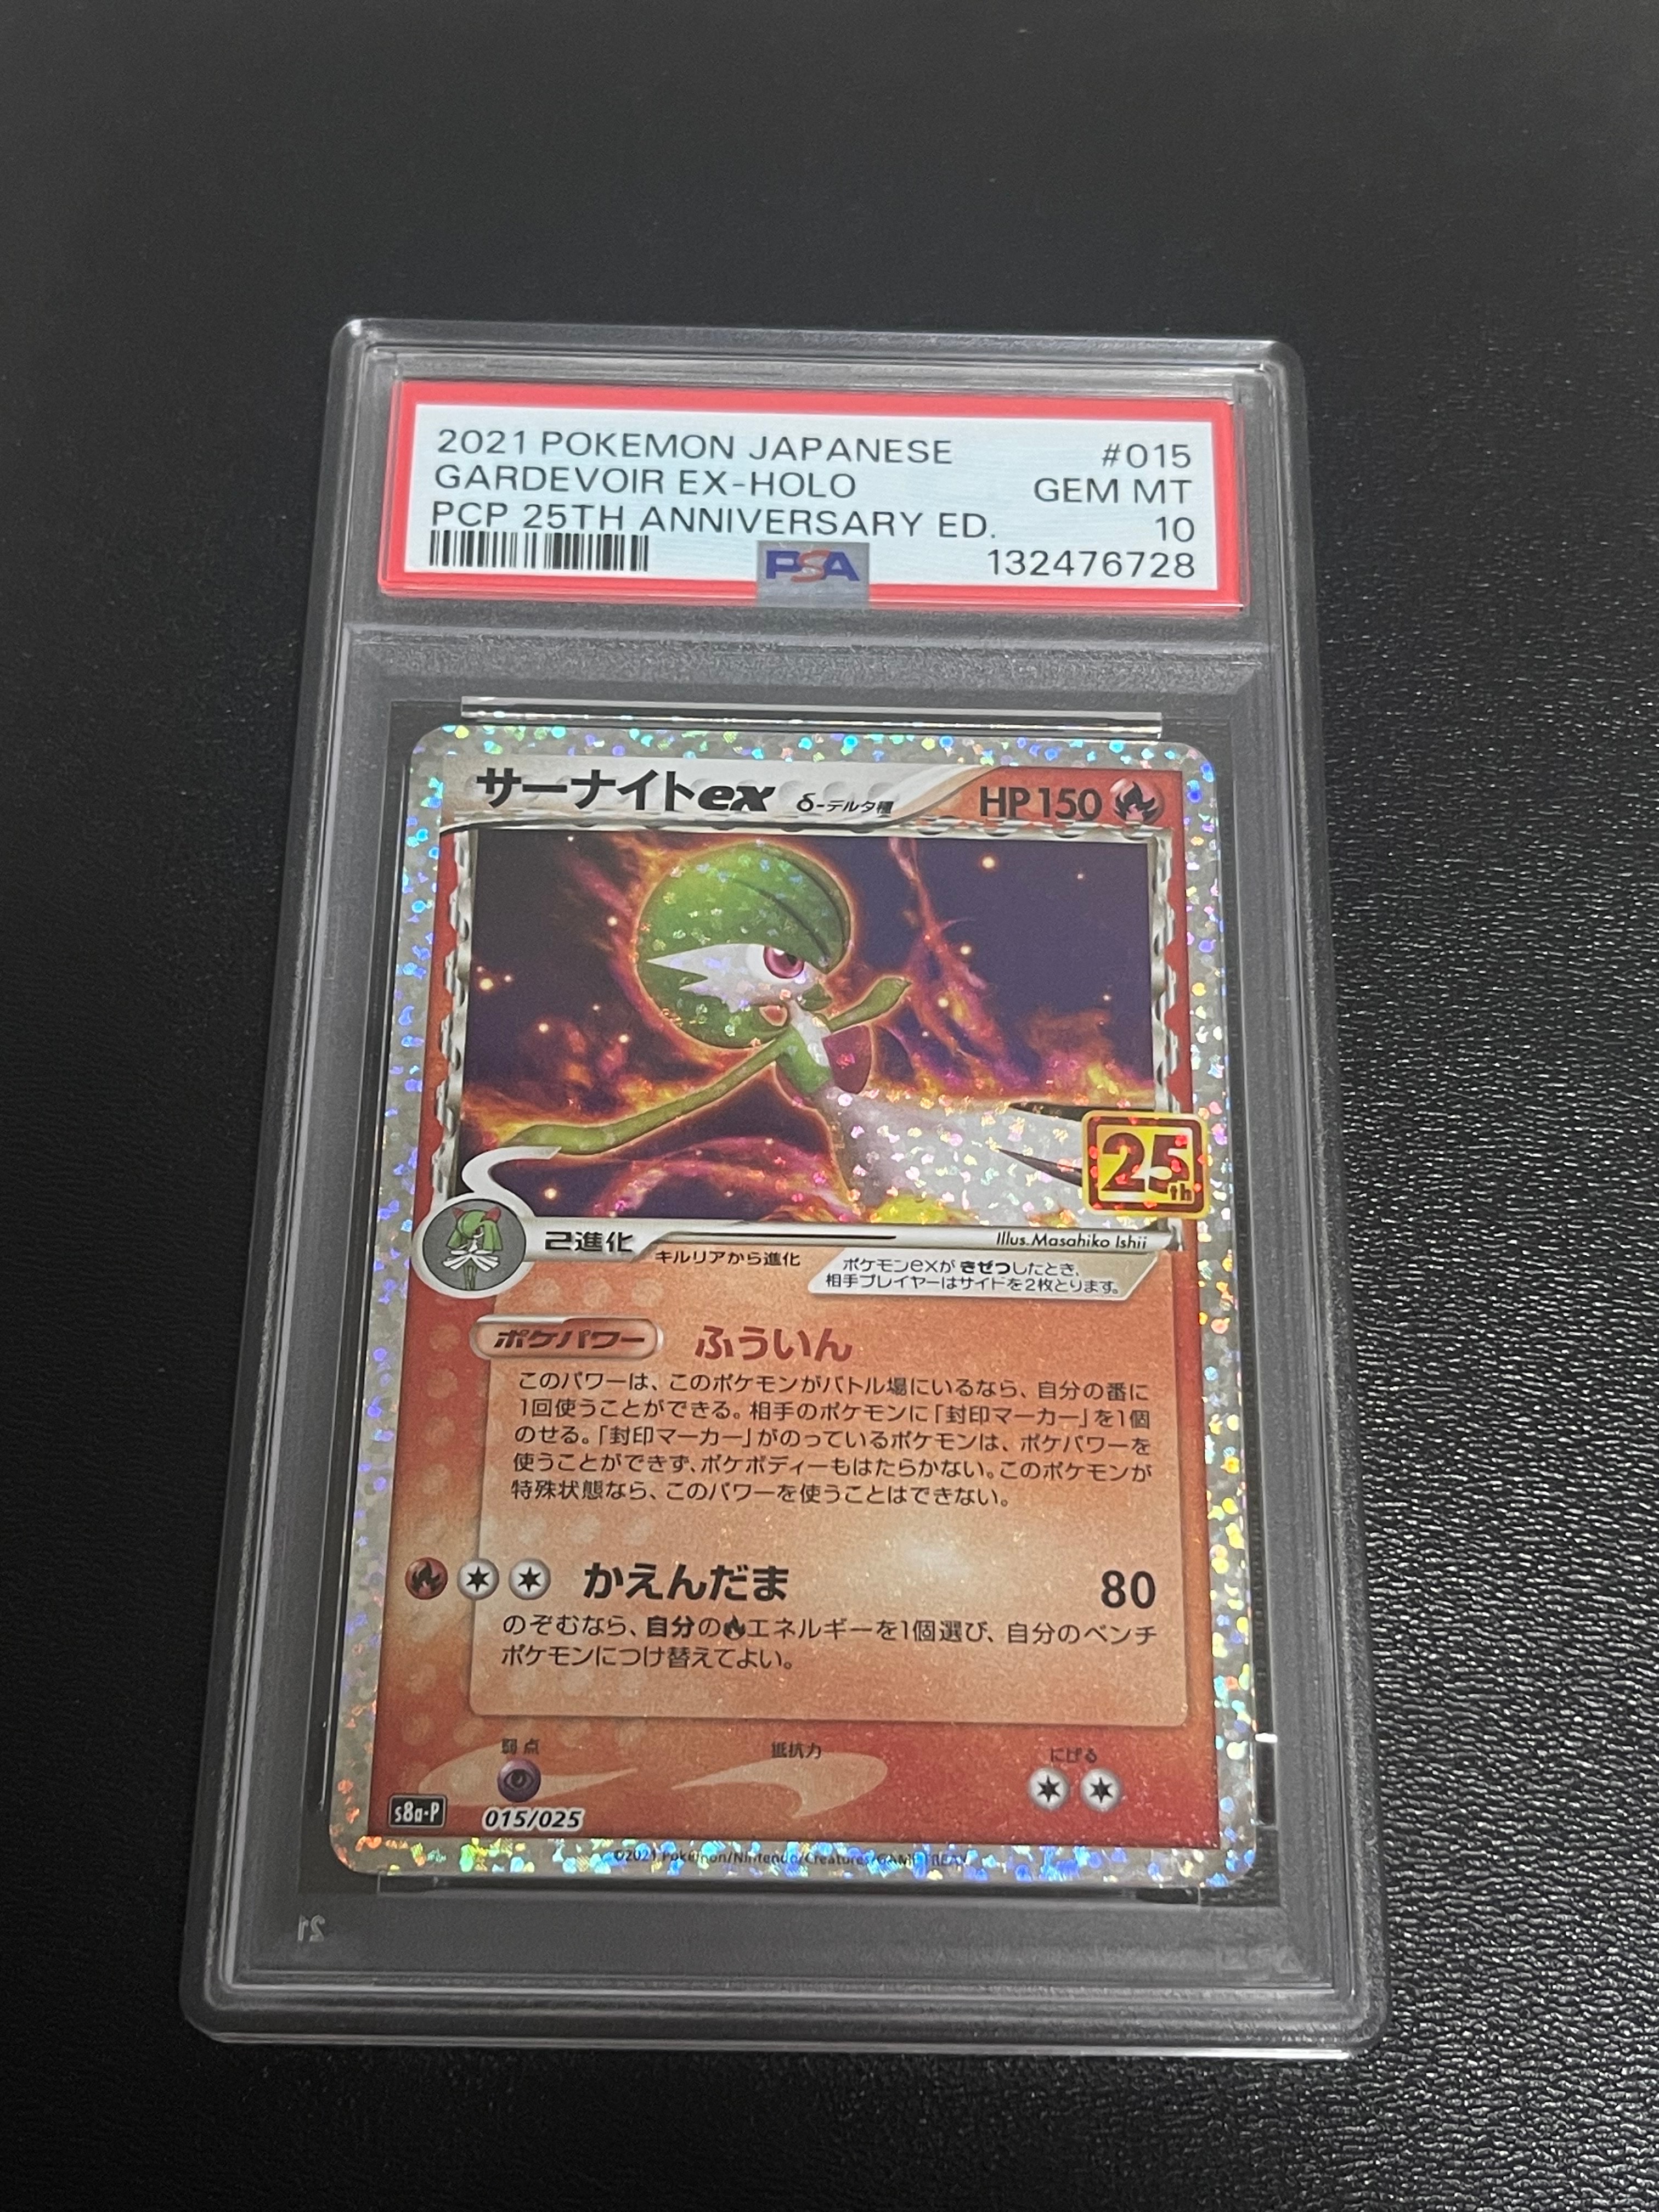 2021 POKEMON JAPANESE #015
GARDEVOIR EX-HOLO GEM MT
PCP 25TH ANNIVERSARY ED. 10
PSA 132476728
サーナイトex δ-デルタ種 HP150
25th
2進化 キルリアから進化
Illus.Masahiko Ishii
ポケモンexが きぜつしたとき、
相手プレイヤーはサイドを2枚とります。
ポケパワー ふういん
このパワーは、このポケモンがバトル場にいるなら、自分の番に
1回使うことができる。相手のポケモンに「封印マーカー」を1個
のせる。「封印マーカー」がのっているポケモンは、ポケパワーを
使うことができず、ポケボディーもはたらかない。このポケモンが
特殊状態なら、このパワーを使うことはできない。
かえんだま 80
のぞむなら、自分のエネルギーを1個選び、自分のベンチ
ポケモンにつけ替えてよい。
弱点 抵抗力 にげる
s8a-P 015/025
©2021 Pokémon/Nintendo/Creatures/GAME FREAK
21